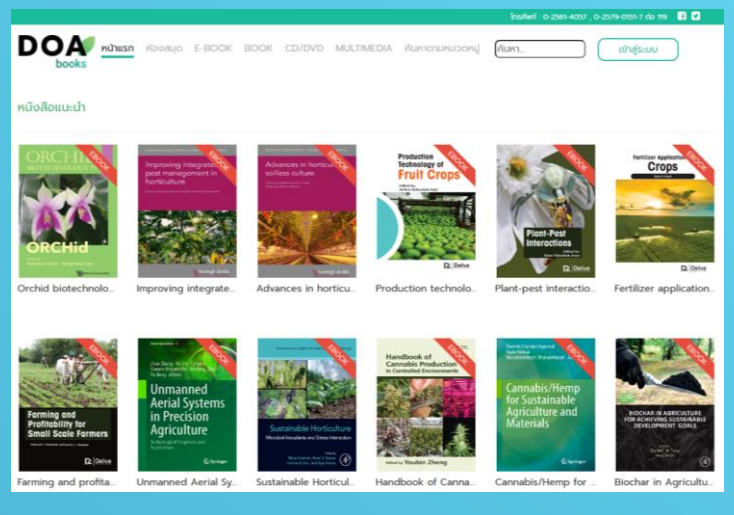 โทรศัพท์ : 0-2561-4057 , 0-2579-0151-7 ต่อ 119
DOA
books
หน้าแรก ห้องสมุด E-BOOK BOOK CD/DVD MULTIMEDIA ค้นหาตามหมวดหมู่ ค้นหา... เข้าสู่ระบบ
หนังสือแนะนำ
EBOOK
ORCHid
Orchid biotechnolo...
EBOOK
Improving integrated
pest management in
horticulture
Improving integrate...
EBOOK
Advances in horticultural
soilless culture
Advances in horticu...
EBOOK
Production
Technology of
Fruit Crops
Production technolo...
EBOOK
Plant-Pest
Interactions
Delve
Plant-pest interactio...
EBOOK
Fertilizer Application
Crops
Delve
Fertilizer application...
EBOOK
Farming and
Profitability for
Small Scale Farmers
Delve
Farming and profita...
EBOOK
Unmanned
Aerial Systems
in Precision
Agriculture
Springer
Unmanned Aerial Sy...
EBOOK
Sustainable Horticulture
Microbial Inoculants and Stress Interaction
Sustainable Horticul...
EBOOK
Handbook of
Cannabis Production
in Controlled Environments
Edited by Youbin Zheng
Handbook of Canna...
EBOOK
Cannabis/Hemp
for Sustainable
Agriculture and
Materials
Springer
Cannabis/Hemp for ...
EBOOK
BIOCHAR IN AGRICULTURE
FOR ACHIEVING SUSTAINABLE
DEVELOPMENT GOALS
Biochar in Agricultu...